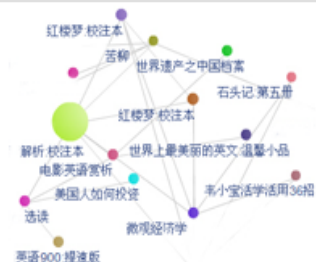 红楼梦:校注本
苦柳
世界遗产之中国档案
石头记.第五册
红楼梦:校注本
解析:校注本
世界上最美丽的英文.温馨小品
电影英语赏析
美国人如何投资
韦小宝活学活用36招
选读
微观经济学
英语900:提速版